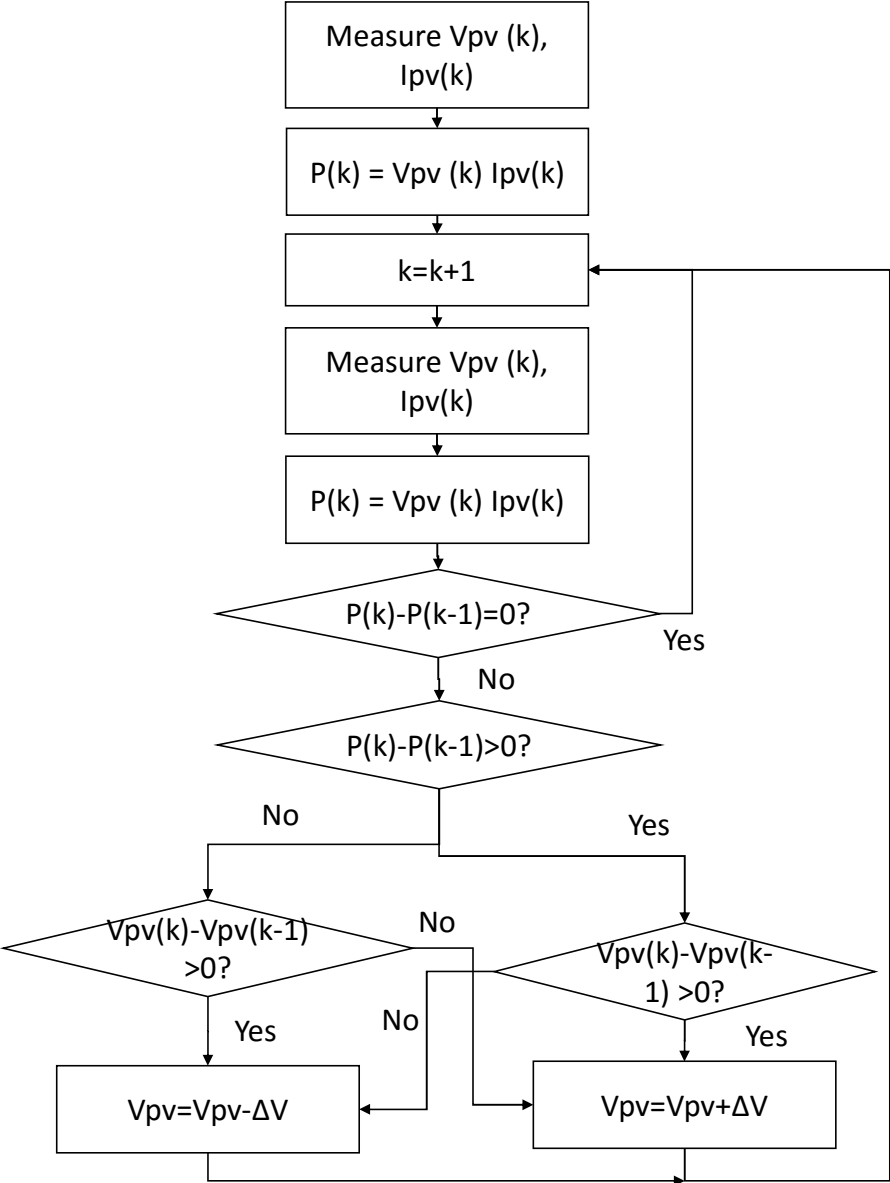 Measure Vpv (k),
Ipv(k)
P(k) = Vpv (k) Ipv(k)
k=k+1
Measure Vpv (k),
Ipv(k)
P(k) = Vpv (k) Ipv(k)
P(k)-P(k-1)=0?
Yes
No
P(k)-P(k-1)>0?
No
Yes
Vpv(k)-Vpv(k-1)
>0?
No
Vpv(k)-Vpv(k-
1) >0?
No
Yes
Yes
Vpv=Vpv-ΔV
Vpv=Vpv+ΔV